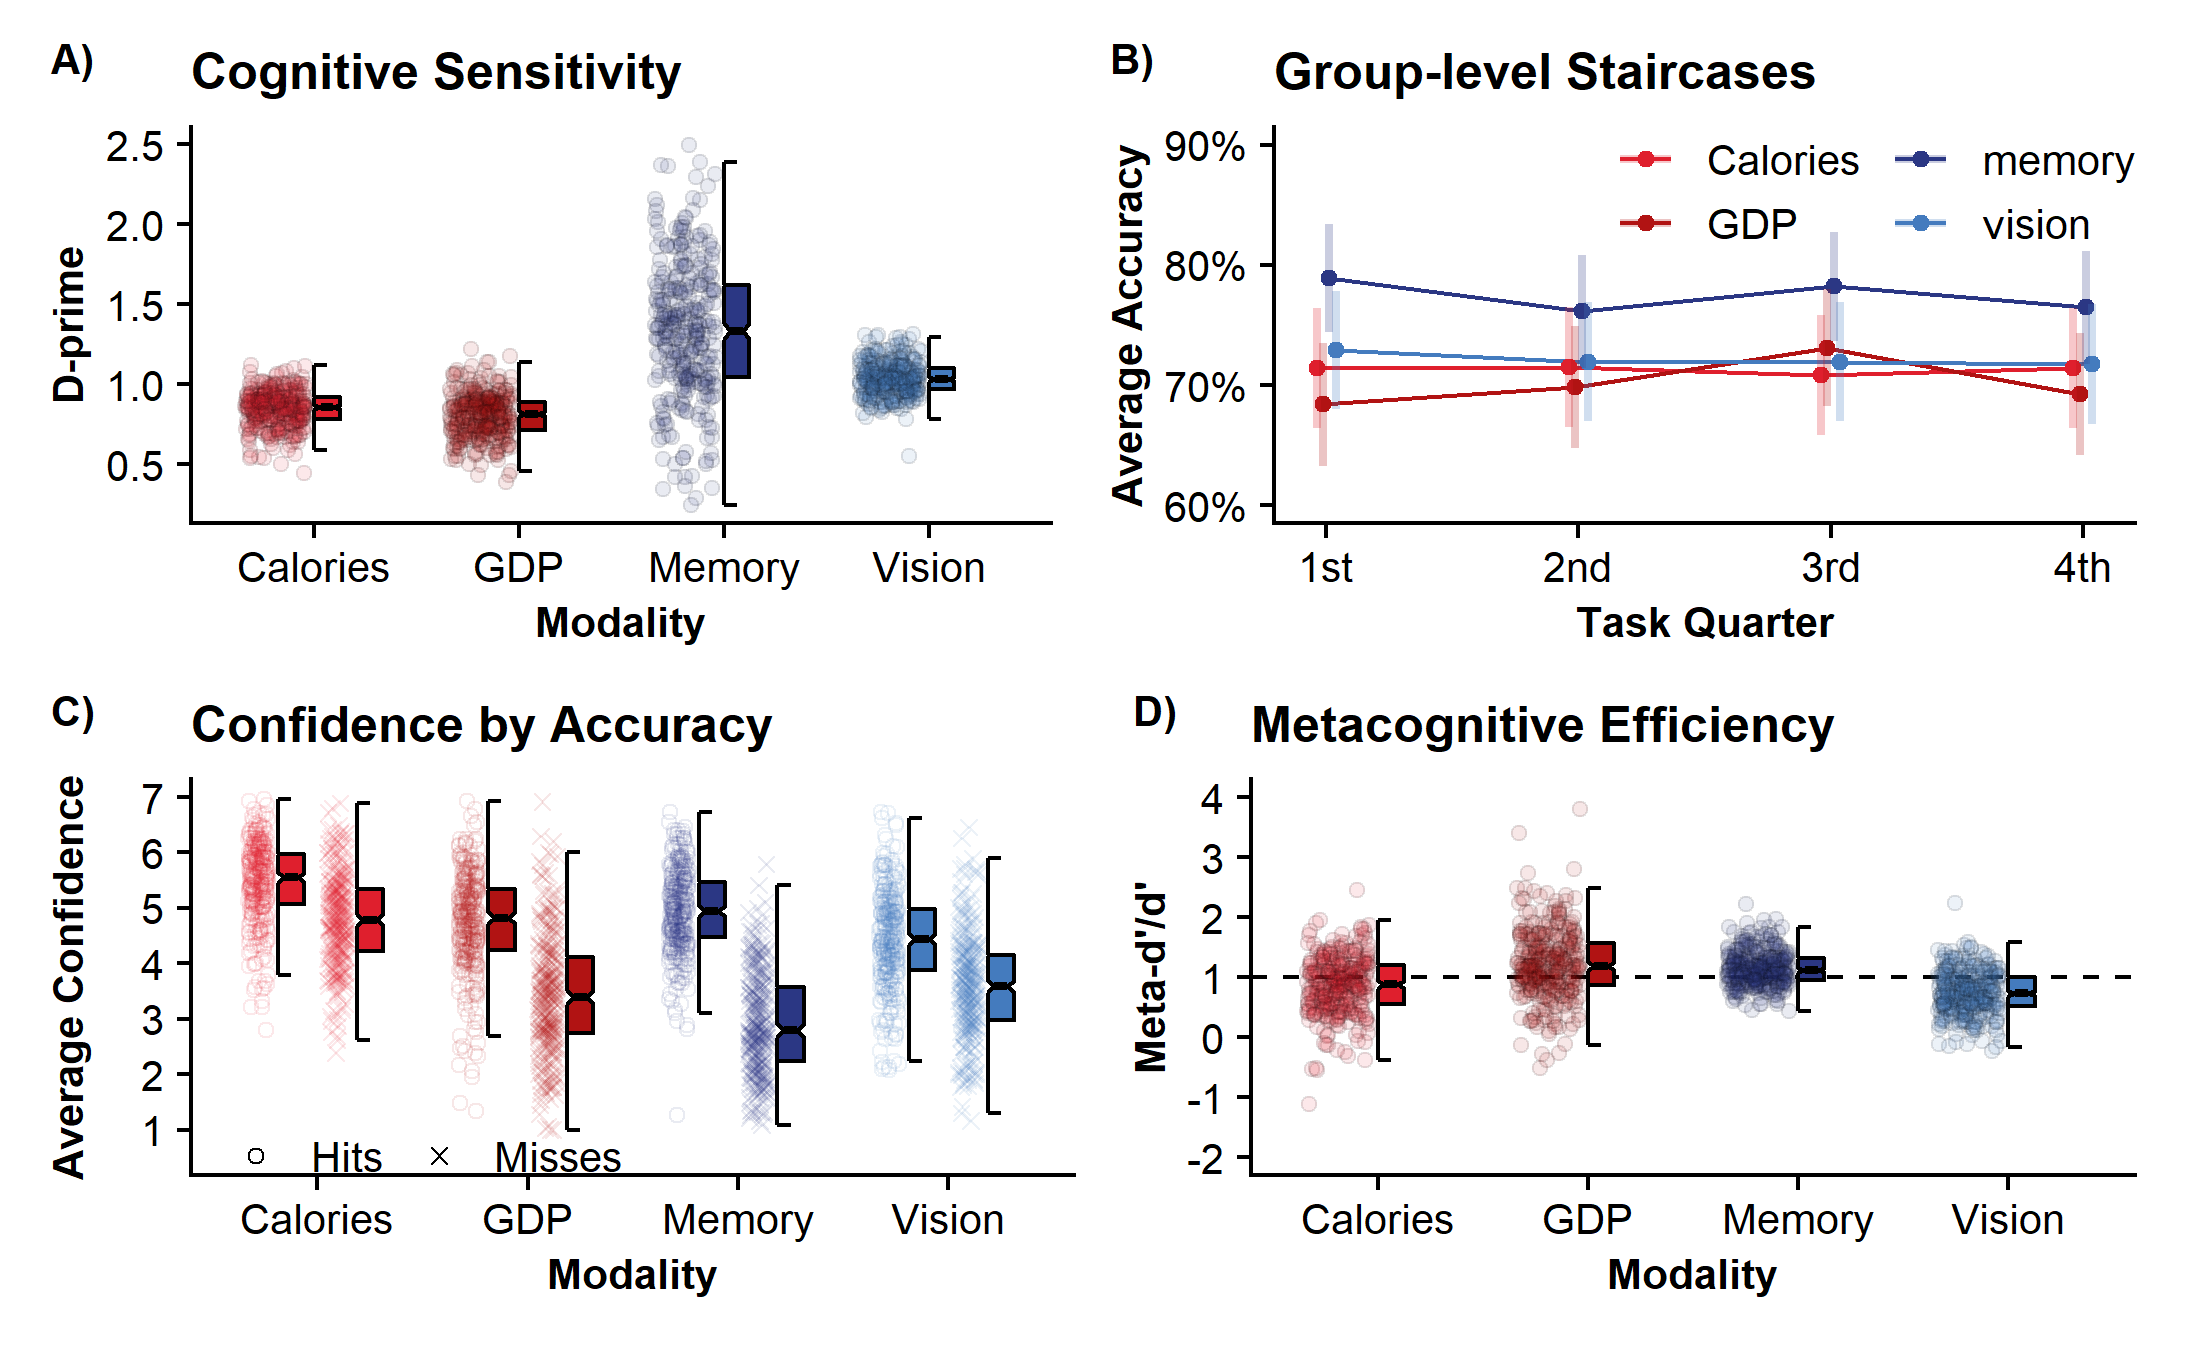 A)
Cognitive Sensitivity
D-prime
2.5
2.0
1.5
1.0
0.5
Calories GDP Memory Vision
Modality
B)
Group-level Staircases
Average Accuracy
90%
80%
70%
60%
Calories memory
GDP vision
1st 2nd 3rd 4th
Task Quarter
C)
Confidence by Accuracy
Average Confidence
7
6
5
4
3
2
1
Hits Misses
Calories GDP Memory Vision
Modality
D)
Metacognitive Efficiency
Meta-d'/d'
4
3
2
1
0
-1
-2
Calories GDP Memory Vision
Modality